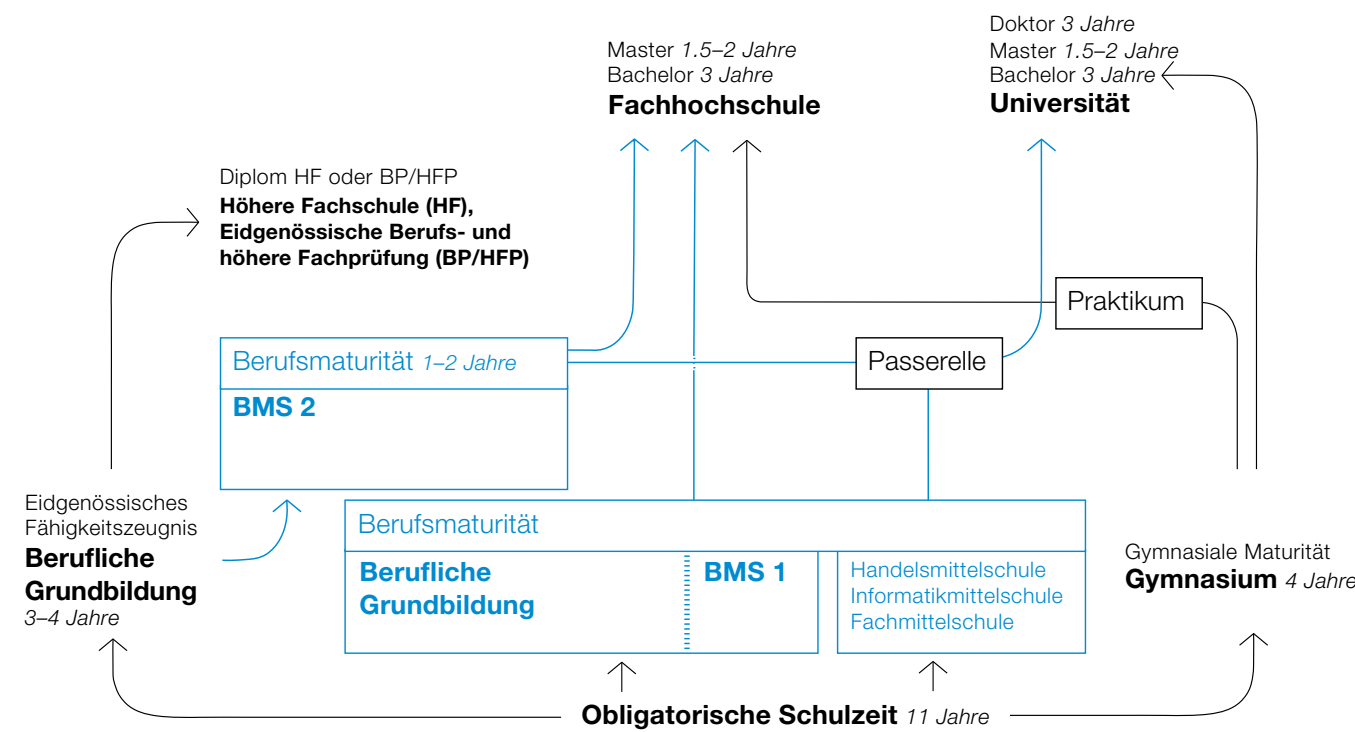 Doktor 3 Jahre
Master 1.5–2 Jahre
Bachelor 3 Jahre
Universität
Master 1.5–2 Jahre
Bachelor 3 Jahre
Fachhochschule
Diplom HF oder BP/HFP
Höhere Fachschule (HF),
Eidgenössische Berufs- und
höhere Fachprüfung (BP/HFP)
Praktikum
Berufsmaturität 1–2 Jahre
BMS 2
Passerelle
Eidgenössisches
Fähigkeitszeugnis
Berufliche
Grundbildung
3–4 Jahre
Berufsmaturität
Berufliche
Grundbildung
BMS 1
Handelsmittelschule
Informatikmittelschule
Fachmittelschule
Gymnasiale Maturität
Gymnasium 4 Jahre
Obligatorische Schulzeit 11 Jahre